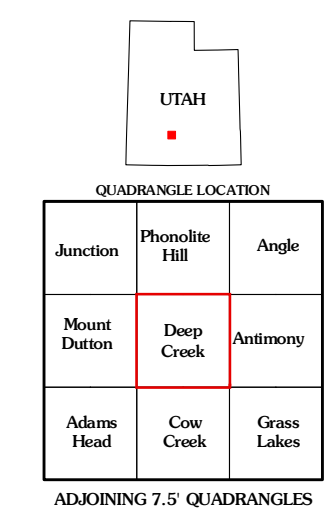 UTAH
QUADRANGLE LOCATION
Junction
Phonolite
Hill
Angle
Mount
Dutton
Deep
Creek
Antimony
Adams
Head
Cow
Creek
Grass
Lakes
ADJOINING 7.5' QUADRANGLES